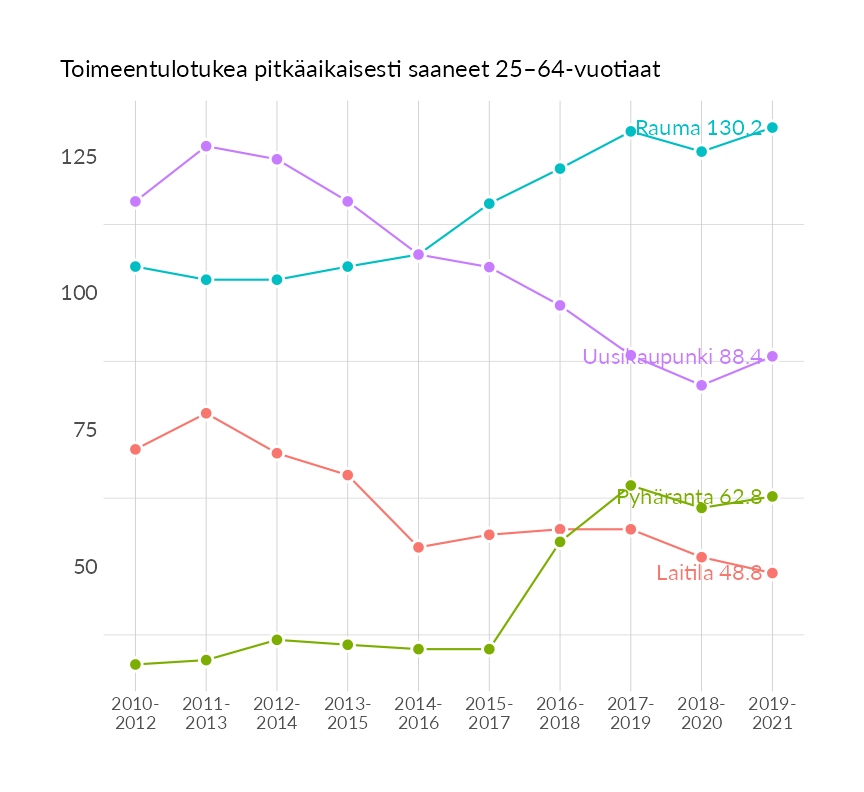 Toimeentulotukea pitkäaikaisesti saaneet 25–64-vuotiaat
125
100
75
50
Rauma 130.2
Uusikaupunki 88.4
Pyhäranta 62.8
Laitila 48.8
2010- 2011- 2012- 2013- 2014- 2015- 2016- 2017- 2018- 2019-
2012 2013 2014 2015 2016 2017 2018 2019 2020 2021